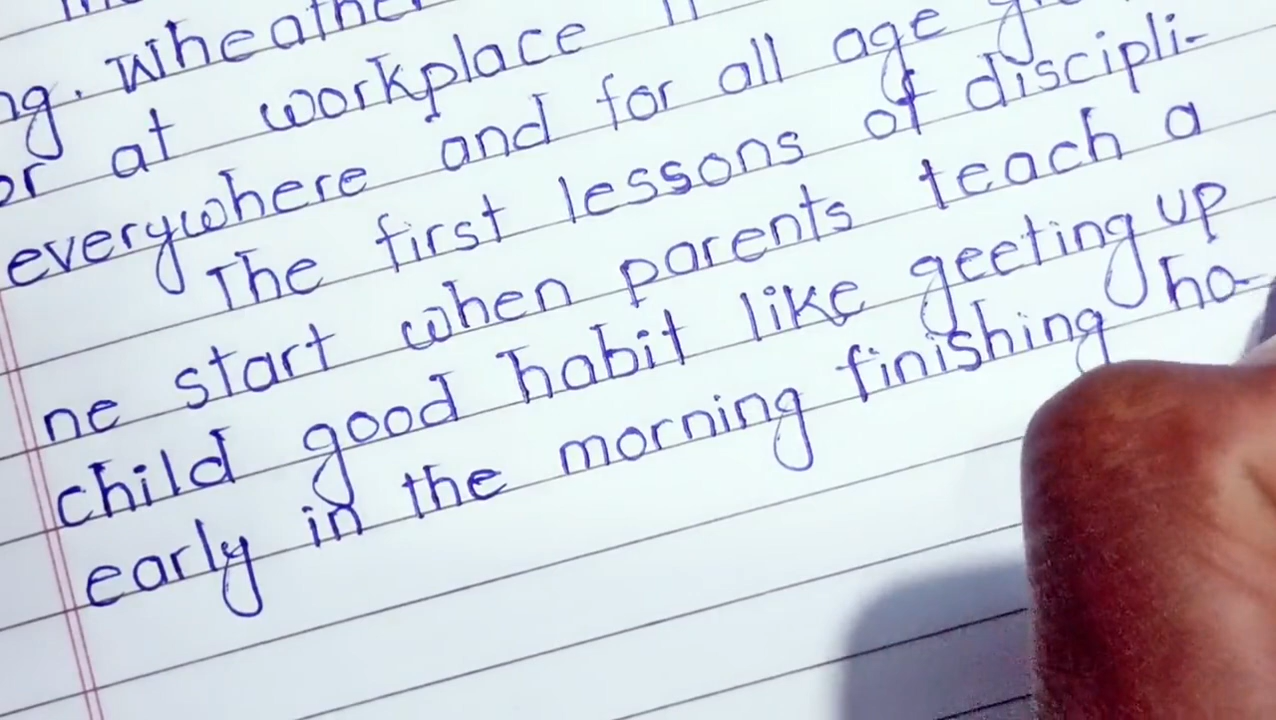 ng. Wheathe
or at workplace
everywhere and for all age
The first lessons of discipli-
ne start when parents teach a
child good habit like geeting up
early in the morning finishing ho-